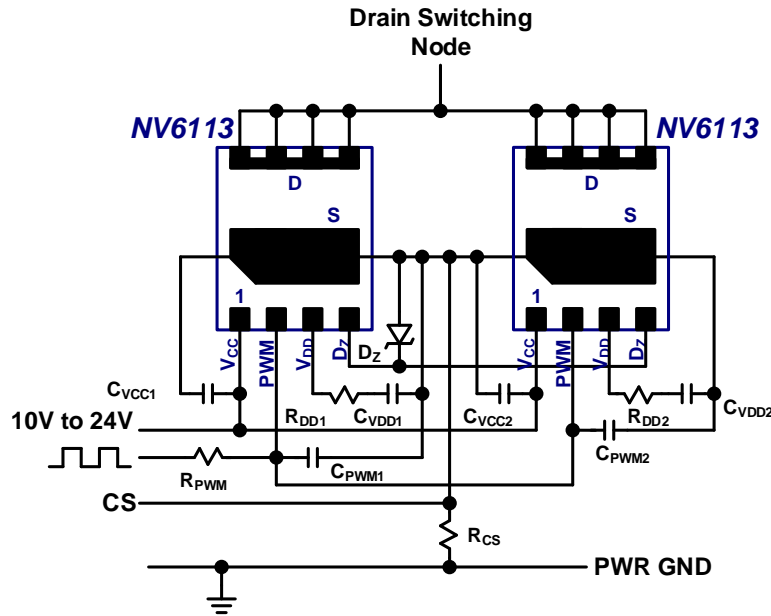 Drain Switching
Node
NV6113
NV6113
D
D
S
S
1
1
VCC
PWM
VDD
DZ
DZ
VCC
PWM
VDD
DZ
CVCC1
RDD1
CVDD1
CVCC2
RDD2
CVDD2
10V to 24V
RPWM
CPWM1
CPWM2
CS
RCS
PWR GND